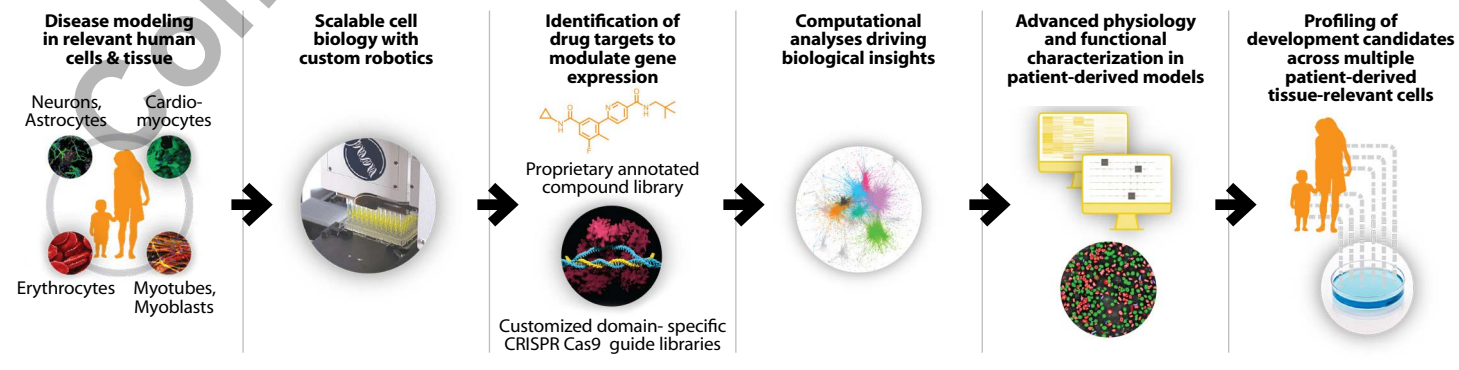 Disease modeling
in relevant human
cells & tissue
Neurons,
Astrocytes
Cardio-
myocytes
Erythrocytes
Myotubes,
Myoblasts
Scalable cell
biology with
custom robotics
Identification of
drug targets to
modulate gene
expression
O
N
H
N
O
N
H
F
Proprietary annotated
compound library
Customized domain- specific
CRISPR Cas9 guide libraries
Computational
analyses driving
biological insights
Advanced physiology
and functional
characterization in
patient-derived models
Profiling of
development candidates
across multiple
patient-derived
tissue-relevant cells